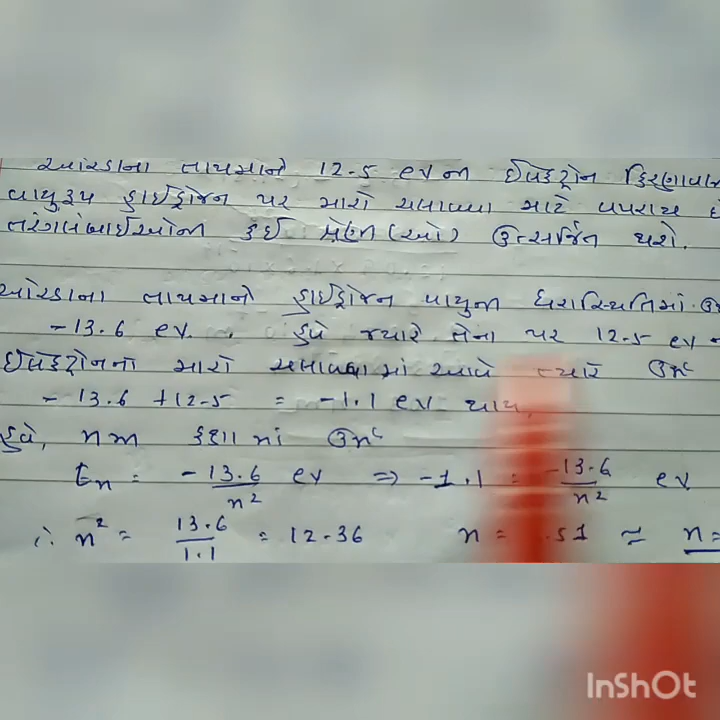 ઓરડાના તાપમાને 12.5 ev ના ઈલેક્ટ્રોન કિરણાવ
વાયુરૂપ હાઈડ્રોજન પર મારો ચલાવવા માટે વપરાય છે
તરંગલંબાઈઓની કઈ શ્રેણી (ઓ) ઉત્સર્જિત થશે.
ઓરડાના તાપમાને હાઈડ્રોજન વાયુની ધરાસ્થિતિમાં
-13.6 ev. હવે જ્યારે તેના પર 12.5 ev
ઈલેક્ટ્રોનના મારો ચલાવવામાં આવે ત્યારે ઊર્જા
- 13.6 + 12.5 = -1.1 ev થાય,
હવે, n મી કક્ષાની ઊર્જા
En = -13.6/n² ev ⇒ -1.1 = -13.6/n² ev
∴ n² = 13.6/1.1 = 12.36 n = .51 ≈ n =
InShOt